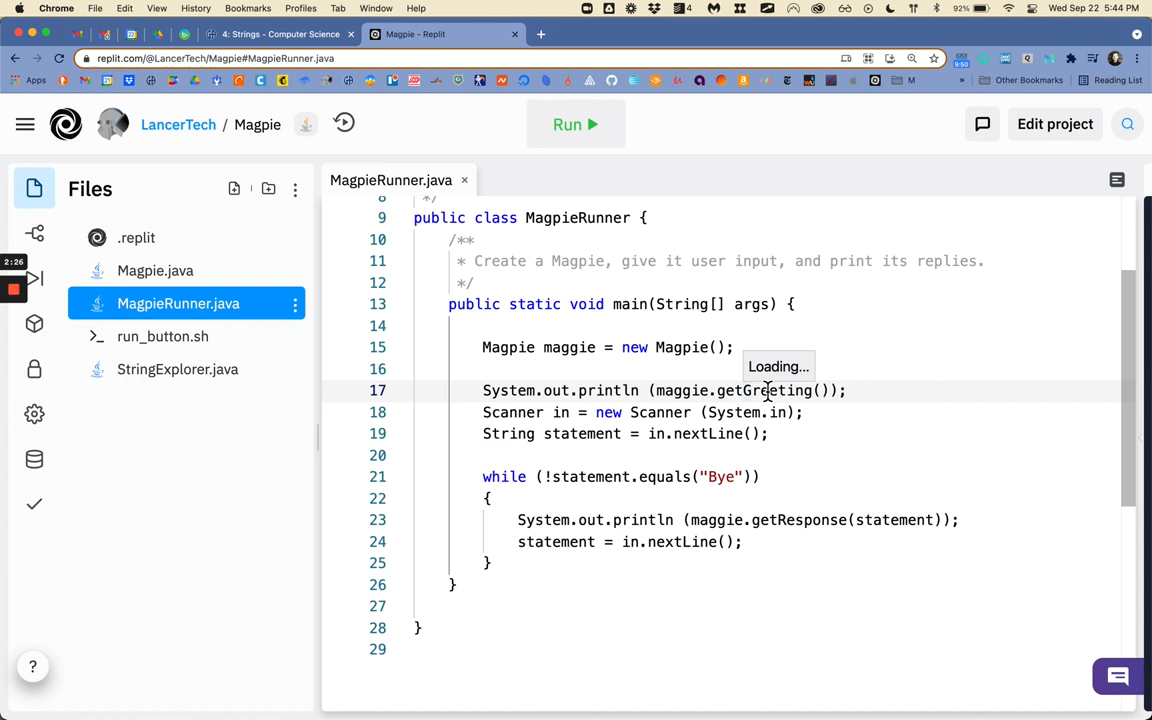 Chrome File Edit View History Bookmarks Profiles Tab Window Help 4 92% Wed Sep 22 5:44 PM
4: Strings - Computer Science × Magpie - Replit × +
replit.com/@LancerTech/Magpie#MagpieRunner.java
Apps M » Other Bookmarks Reading List
9:60
LancerTech / Magpie Run Edit project
Files
MagpieRunner.java ×
.replit
Magpie.java
MagpieRunner.java
run_button.sh
StringExplorer.java
2:26
?
8 */
9 public class MagpieRunner {
10 /**
11 * Create a Magpie, give it user input, and print its replies.
12 */
13 public static void main(String[] args) {
14
15 Magpie maggie = new Magpie();
16
Loading...
17 System.out.println (maggie.getGreeting());
18 Scanner in = new Scanner (System.in);
19 String statement = in.nextLine();
20
21 while (!statement.equals("Bye"))
22 {
23 System.out.println (maggie.getResponse(statement));
24 statement = in.nextLine();
25 }
26 }
27
28 }
29